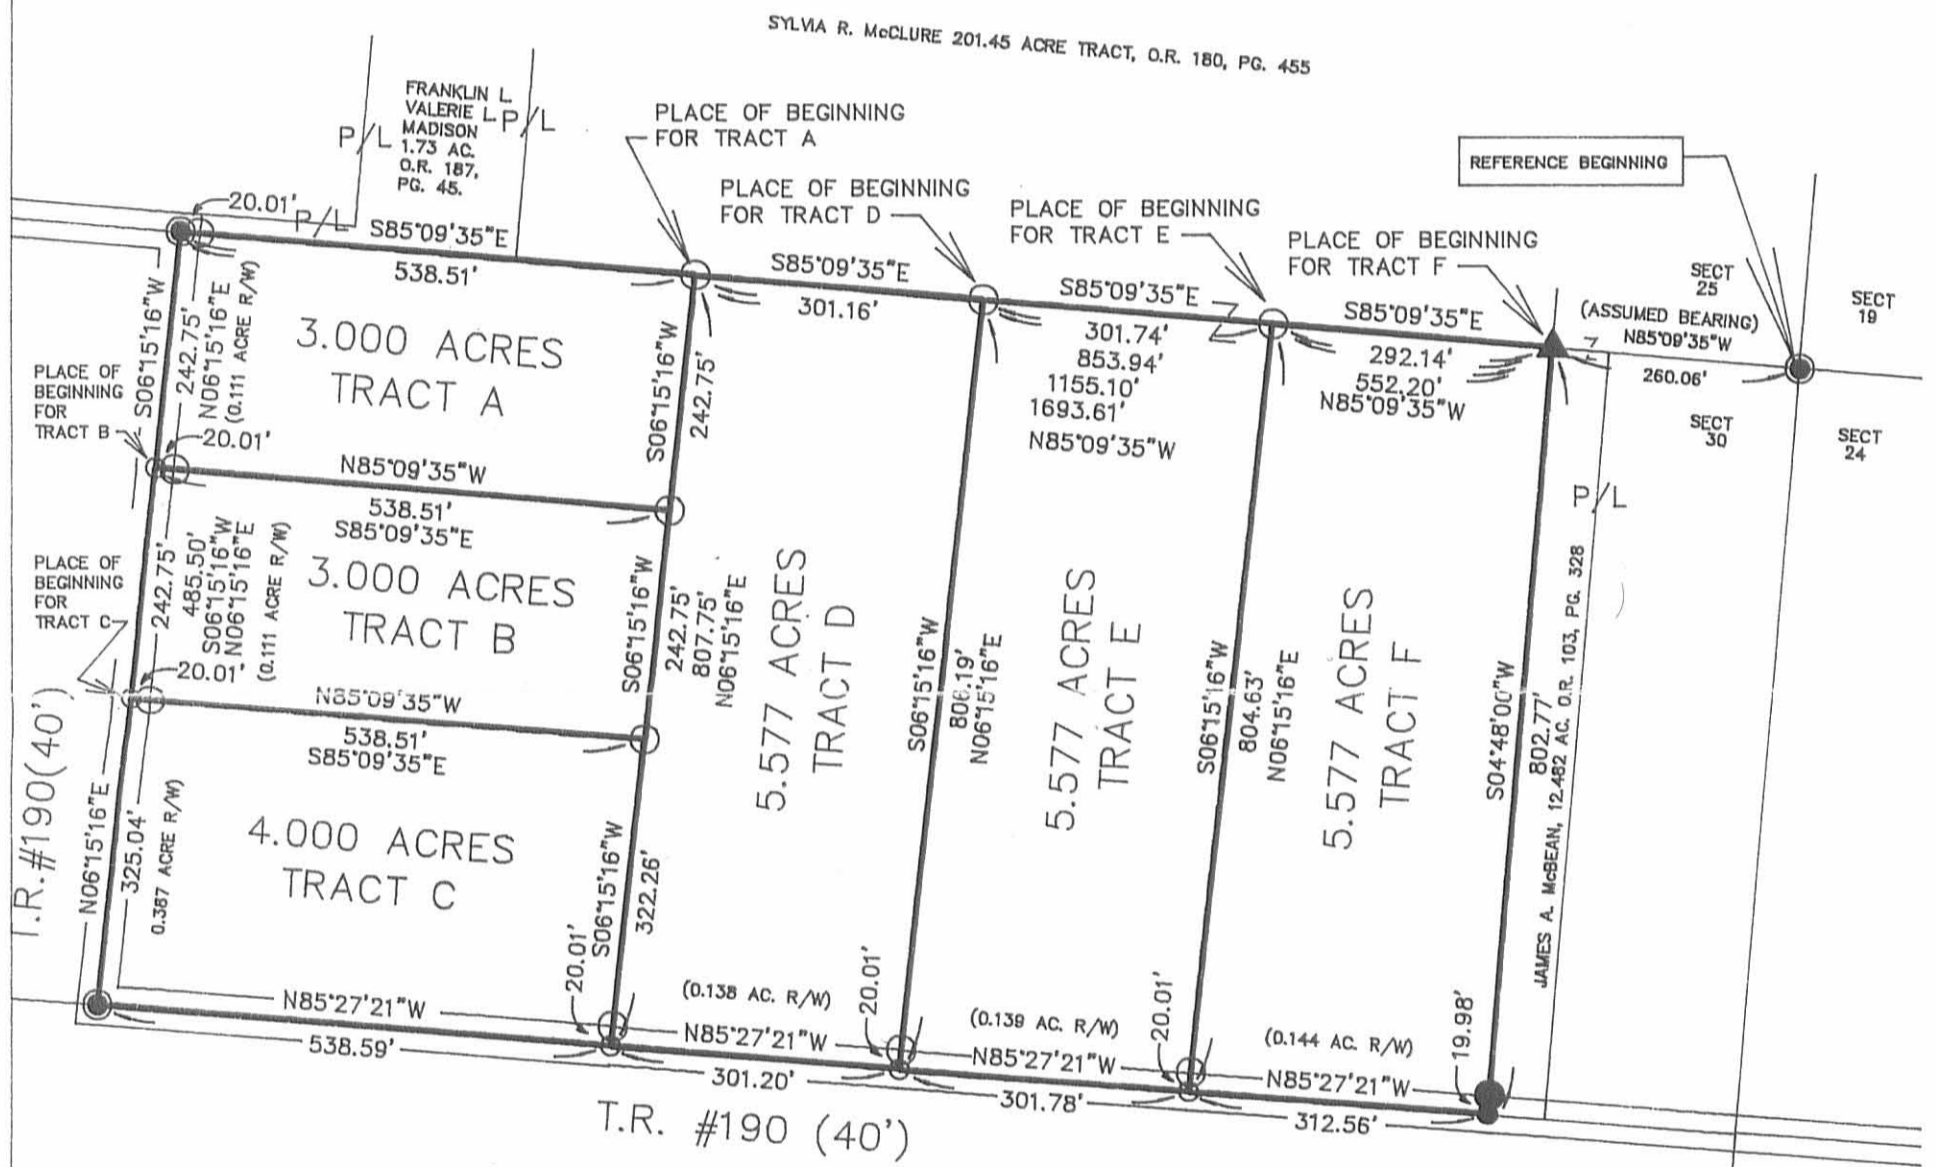 SYLVIA R. McCLURE 201.45 ACRE TRACT, O.R. 180, PG. 455
FRANKLIN L
VALERIE L
MADISON
1.73 AC.
O.R. 187,
PG. 45.
P/L
P/L
P/L
PLACE OF BEGINNING
FOR TRACT A
PLACE OF BEGINNING
FOR TRACT D
PLACE OF BEGINNING
FOR TRACT E
PLACE OF BEGINNING
FOR TRACT F
REFERENCE BEGINNING
SECT
25
SECT
19
SECT
30
SECT
24
(ASSUMED BEARING)
N85°09'35"W
260.06'
20.01'
S85°09'35"E
538.51'
S85°09'35"E
301.16'
S85°09'35"E
301.74'
853.94'
1155.10'
1693.61'
N85°09'35"W
S85°09'35"E
292.14'
552.20'
N85°09'35"W
S06°15'16"W
242.75'
N06°15'16"E
(0.111 ACRE R/W)
3.000 ACRES
TRACT A
S06°15'16"W
242.75'
PLACE OF
BEGINNING
FOR
TRACT B
20.01'
N85°09'35"W
538.51'
S85°09'35"E
242.75'
485.50'
S06°15'16"W
N06°15'16"E
(0.111 ACRE R/W)
3.000 ACRES
TRACT B
S06°15'16"W
242.75'
807.75'
N06°15'16"E
PLACE OF
BEGINNING
FOR
TRACT C
20.01'
N85°09'35"W
538.51'
S85°09'35"E
T.R.#190(40')
N06°15'16"E
325.04'
0.387 ACRE R/W)
4.000 ACRES
TRACT C
S06°15'16"W
322.26'
20.01'
5.577 ACRES
TRACT D
S06°15'16"W
806.19'
N06°15'16"E
20.01'
5.577 ACRES
TRACT E
S06°15'16"W
804.63'
N06°15'16"E
20.01'
5.577 ACRES
TRACT F
S04°48'00"W
802.77'
19.98'
P/L
JAMES A. McBEAN, 12.482 AC. O.R. 103, PG. 328
N85°27'21"W
538.59'
(0.138 AC. R/W)
N85°27'21"W
301.20'
(0.139 AC. R/W)
N85°27'21"W
301.78'
(0.144 AC. R/W)
N85°27'21"W
312.56'
T.R. #190 (40')